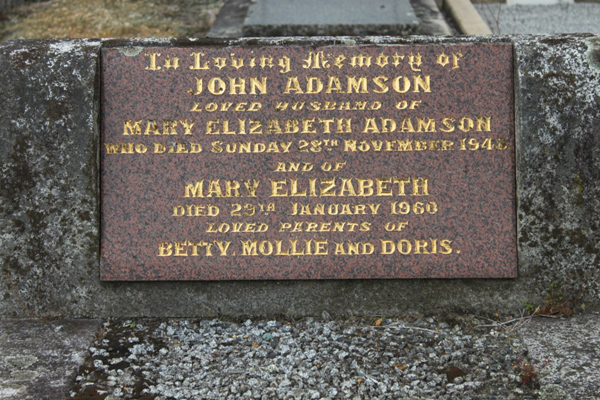 In Loving Memory of
JOHN ADAMSON
LOVED HUSBAND OF
MARY ELIZABETH ADAMSON
WHO DIED SUNDAY 28TH NOVEMBER 1948
AND OF
MARY ELIZABETH
DIED 29TH JANUARY 1960
LOVED PARENTS OF
BETTY, MOLLIE AND DORIS.